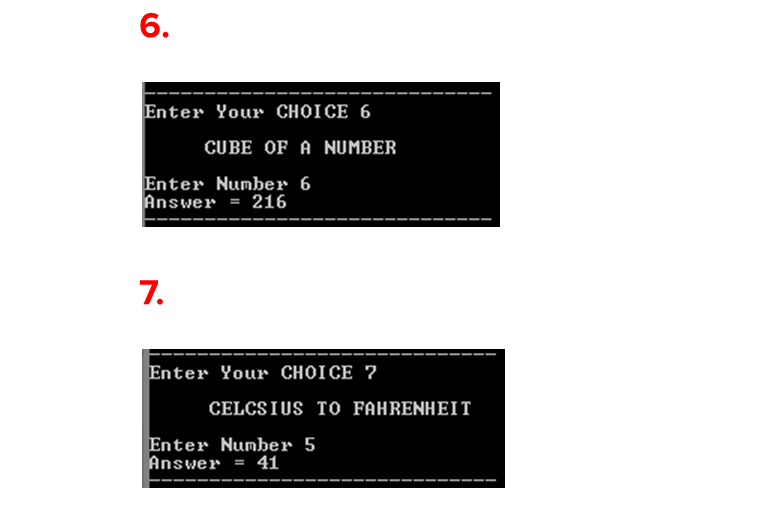 6.
------------------------------
Enter Your CHOICE 6
CUBE OF A NUMBER
Enter Number 6
Answer = 216
------------------------------
7.
------------------------------
Enter Your CHOICE 7
CELCSIUS TO FAHRENHEIT
Enter Number 5
Answer = 41
------------------------------